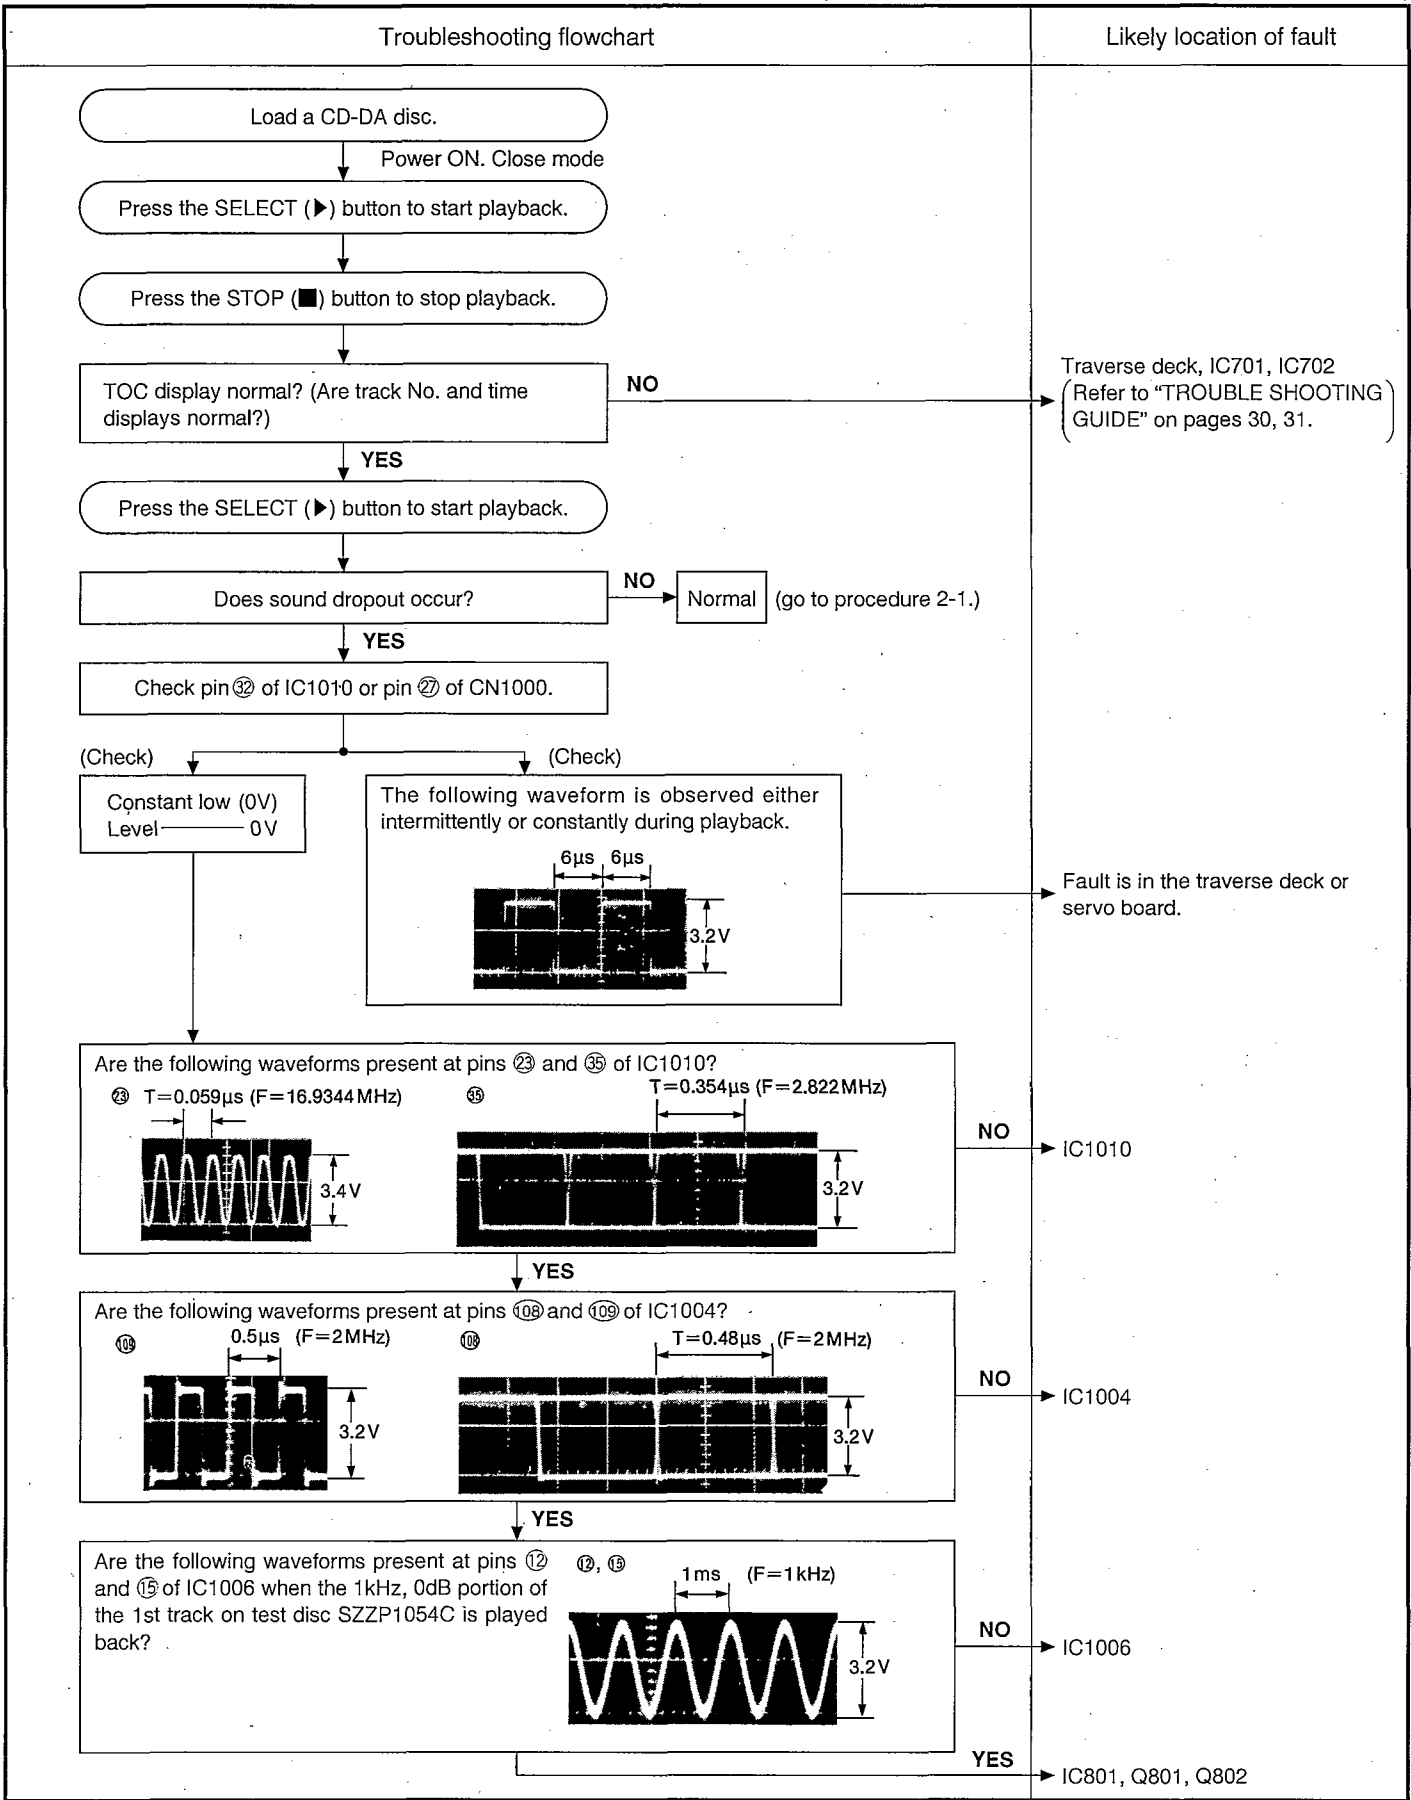 Troubleshooting flowchart
Likely location of fault
Load a CD-DA disc.
Power ON. Close mode
Press the SELECT (▶) button to start playback.
Press the STOP (■) button to stop playback.
TOC display normal? (Are track No. and time
displays normal?)
NO
Traverse deck, IC701, IC702
(Refer to “TROUBLE SHOOTING
GUIDE” on pages 30, 31.)
YES
Press the SELECT (▶) button to start playback.
Does sound dropout occur?
NO
Normal
(go to procedure 2-1.)
YES
Check pin ㉜ of IC1010 or pin ㉗ of CN1000.
(Check)
(Check)
Constant low (0V)
Level 0V
The following waveform is observed either
intermittently or constantly during playback.
6µs 6µs
3.2V
Fault is in the traverse deck or
servo board.
Are the following waveforms present at pins ㉓ and ㉟ of IC1010?
㉓ T=0.059µs (F=16.9344MHz)
㉟ T=0.354µs (F=2.822MHz)
3.4V
3.2V
NO
IC1010
YES
Are the following waveforms present at pins (108) and (109) of IC1004?
(109) 0.5µs (F=2MHz)
(108) T=0.48µs (F=2MHz)
3.2V
3.2V
NO
IC1004
YES
Are the following waveforms present at pins ⑫
and ⑮ of IC1006 when the 1kHz, 0dB portion of
the 1st track on test disc SZZP1054C is played
back?
⑫, ⑮
1ms (F=1kHz)
3.2V
NO
IC1006
YES
IC801, Q801, Q802